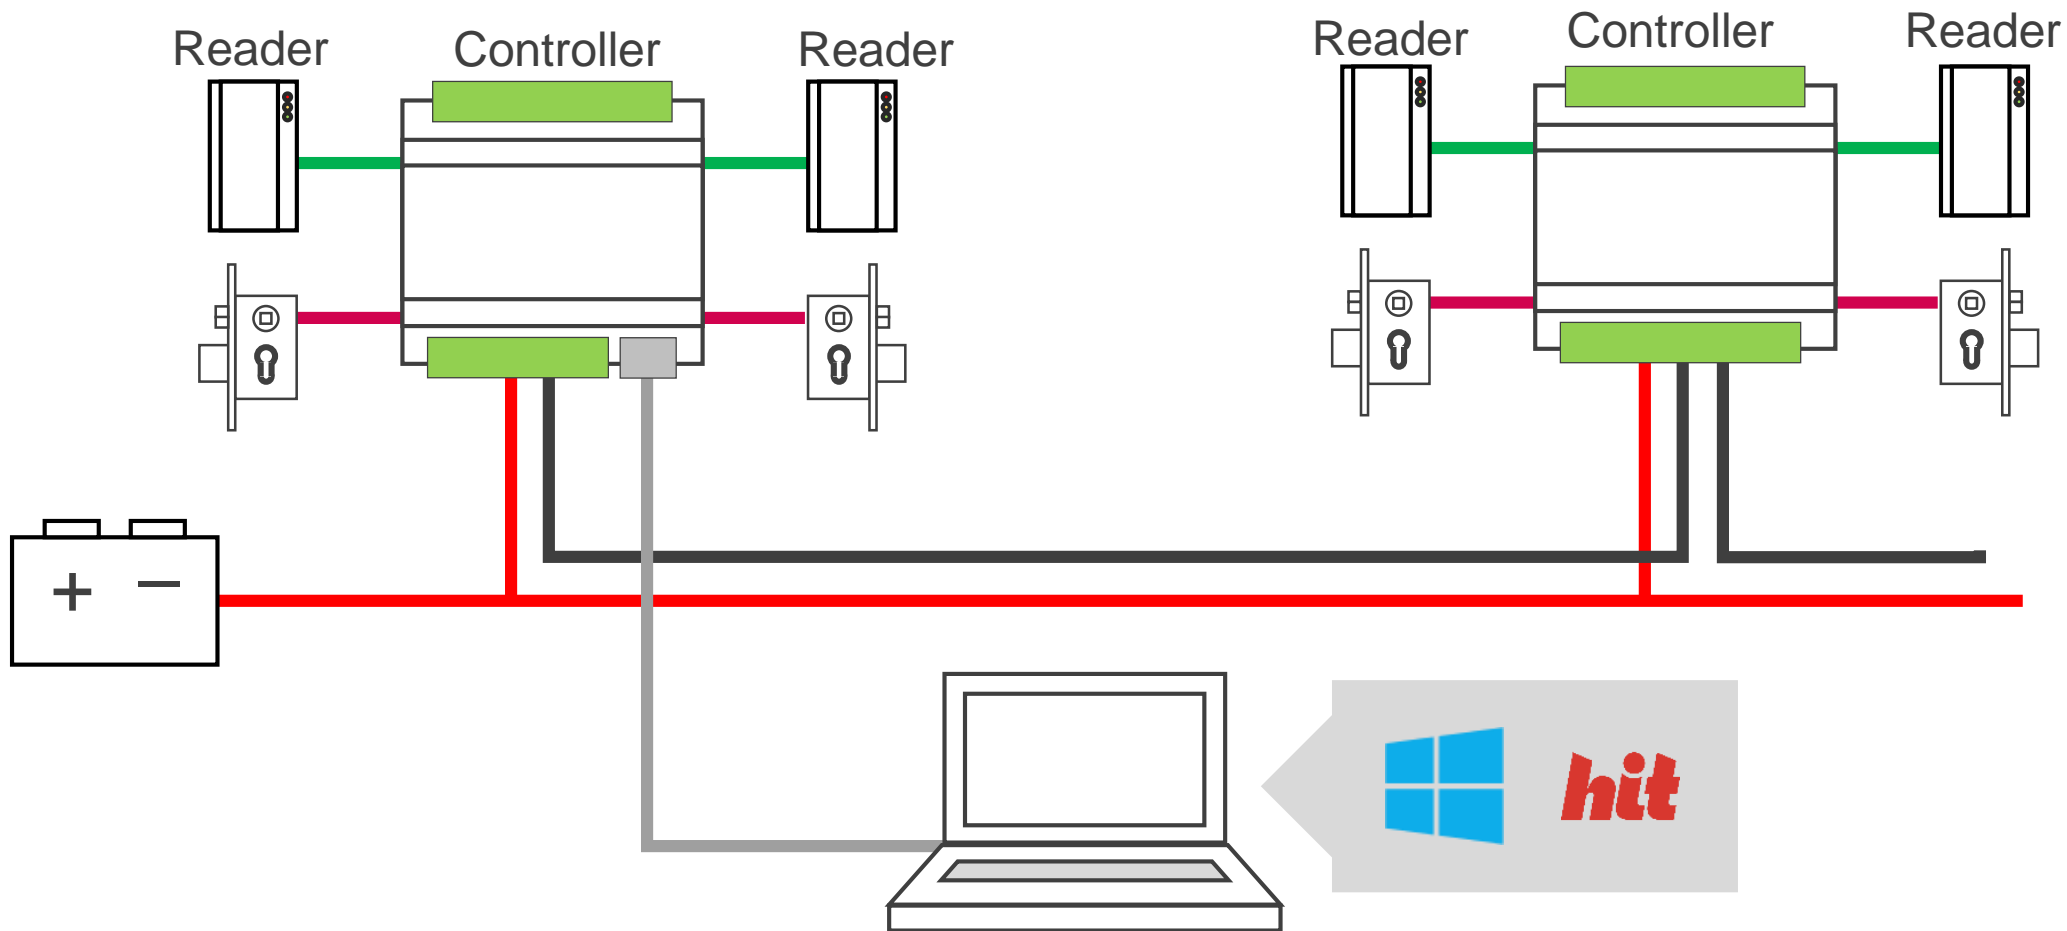 Reader
Controller
Reader
Reader
Controller
Reader
+ —
hit